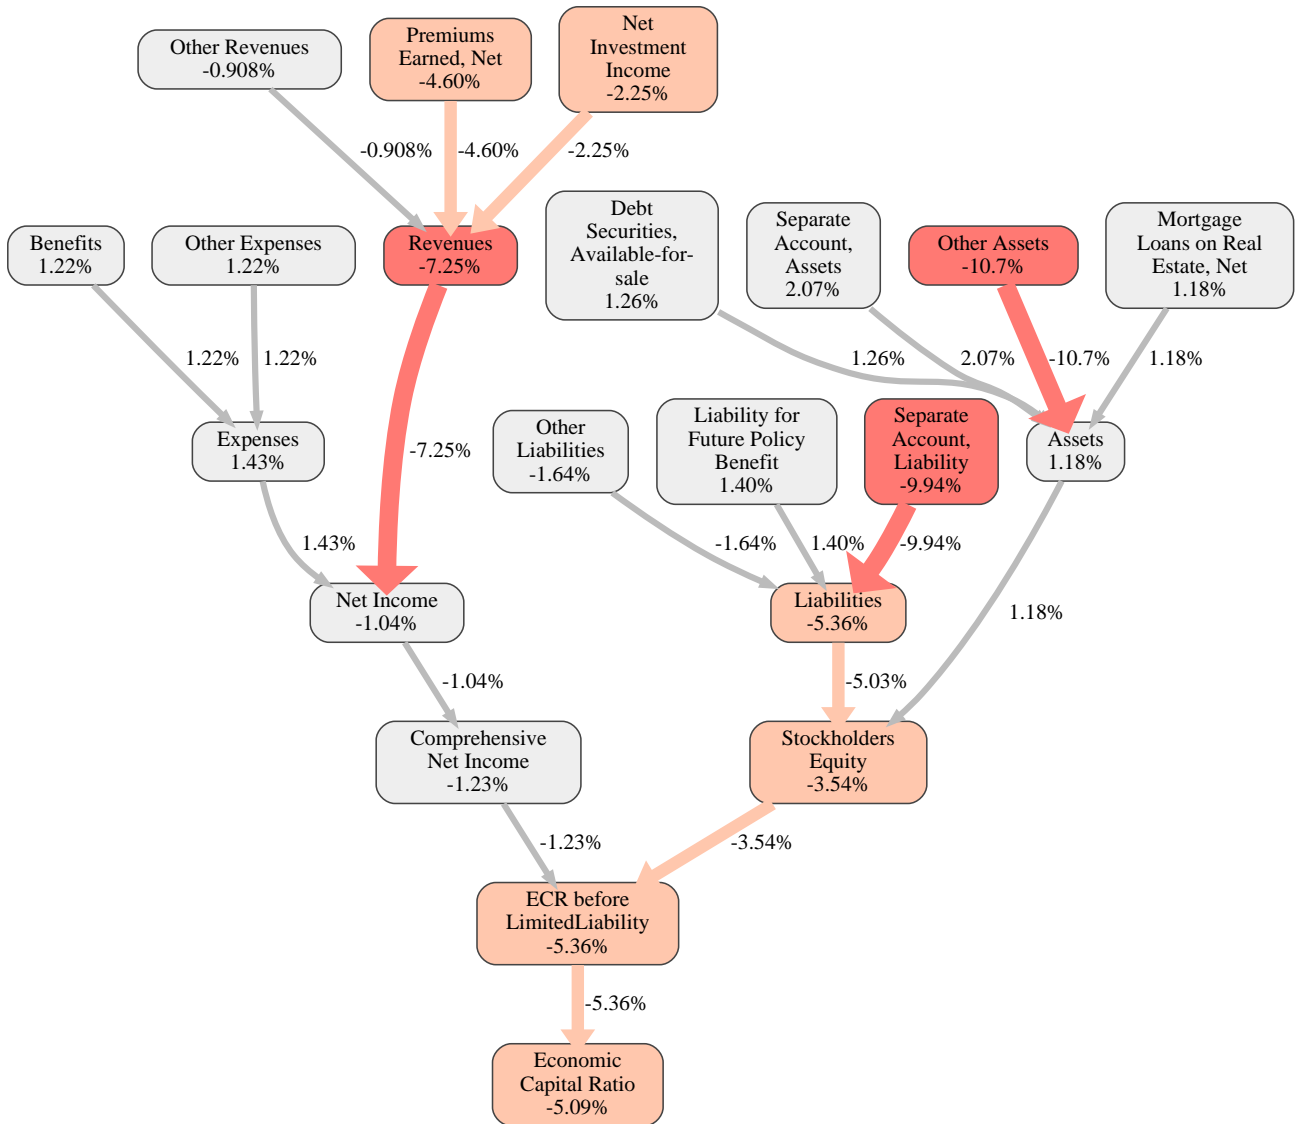 Other Revenues
-0.908%
Premiums
Earned, Net
-4.60%
Net
Investment
Income
-2.25%
-0.908%
-4.60%
-2.25%
Benefits
1.22%
Other Expenses
1.22%
Revenues
-7.25%
Debt
Securities,
Available-for-
sale
1.26%
Separate
Account,
Assets
2.07%
Other Assets
-10.7%
Mortgage
Loans on Real
Estate, Net
1.18%
1.22%
1.22%
1.26%
2.07%
-10.7%
1.18%
Expenses
1.43%
-7.25%
Other
Liabilities
-1.64%
Liability for
Future Policy
Benefit
1.40%
Separate
Account,
Liability
-9.94%
Assets
1.18%
1.43%
-1.64%
1.40%
-9.94%
Net Income
-1.04%
Liabilities
-5.36%
1.18%
-1.04%
-5.03%
Comprehensive
Net Income
-1.23%
Stockholders
Equity
-3.54%
-1.23%
-3.54%
ECR before
LimitedLiability
-5.36%
-5.36%
Economic
Capital Ratio
-5.09%